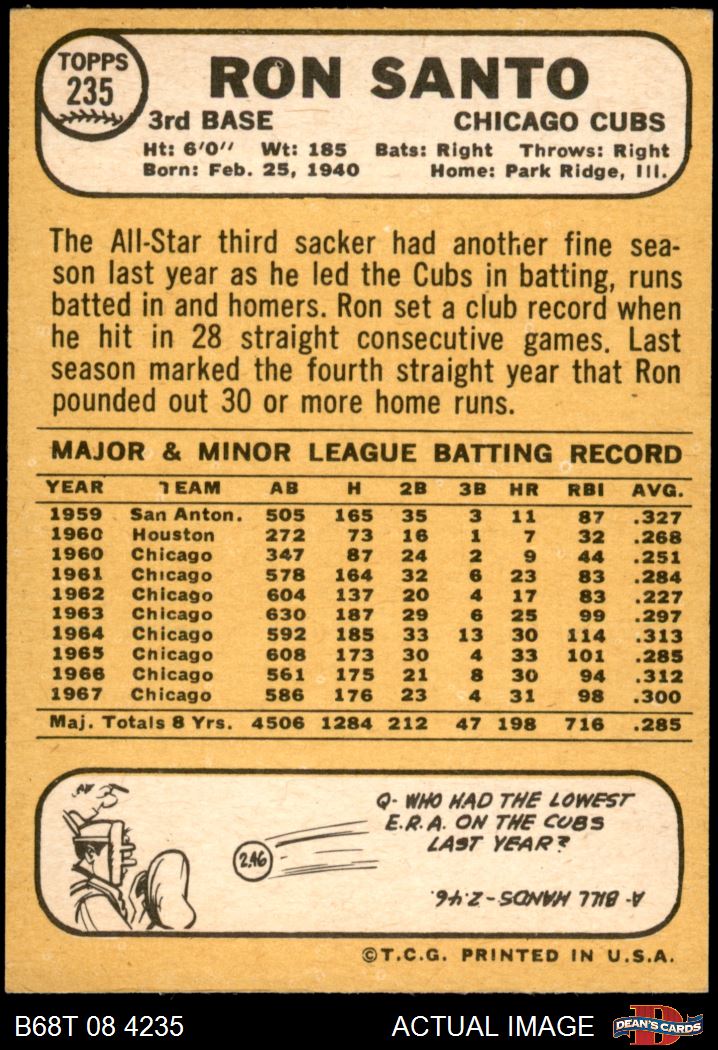 TOPPS
235
RON SANTO
3rd BASE CHICAGO CUBS
Ht: 6'0" Wt: 185 Bats: Right Throws: Right
Born: Feb. 25, 1940 Home: Park Ridge, Ill.
The All-Star third sacker had another fine sea-
son last year as he led the Cubs in batting, runs
batted in and homers. Ron set a club record when
he hit in 28 straight consecutive games. Last
season marked the fourth straight year that Ron
pounded out 30 or more home runs.
MAJOR & MINOR LEAGUE BATTING RECORD
YEAR TEAM AB H 2B 3B HR RBI AVG.
1959 San Anton. 505 165 35 3 11 87 .327
1960 Houston 272 73 16 1 7 32 .268
1960 Chicago 347 87 24 2 9 44 .251
1961 Chicago 578 164 32 6 23 83 .284
1962 Chicago 604 137 20 4 17 83 .227
1963 Chicago 630 187 29 6 25 99 .297
1964 Chicago 592 185 33 13 30 114 .313
1965 Chicago 608 173 30 4 33 101 .285
1966 Chicago 561 175 21 8 30 94 .312
1967 Chicago 586 176 23 4 31 98 .300
Maj. Totals 8 Yrs. 4506 1284 212 47 198 716 .285
Q- WHO HAD THE LOWEST
E.R.A. ON THE CUBS
LAST YEAR?
2.46
A- BILL HANDS-2.46.
©T.C.G. PRINTED IN U.S.A.
B68T 08 4235 ACTUAL IMAGE DEAN'S CARDS